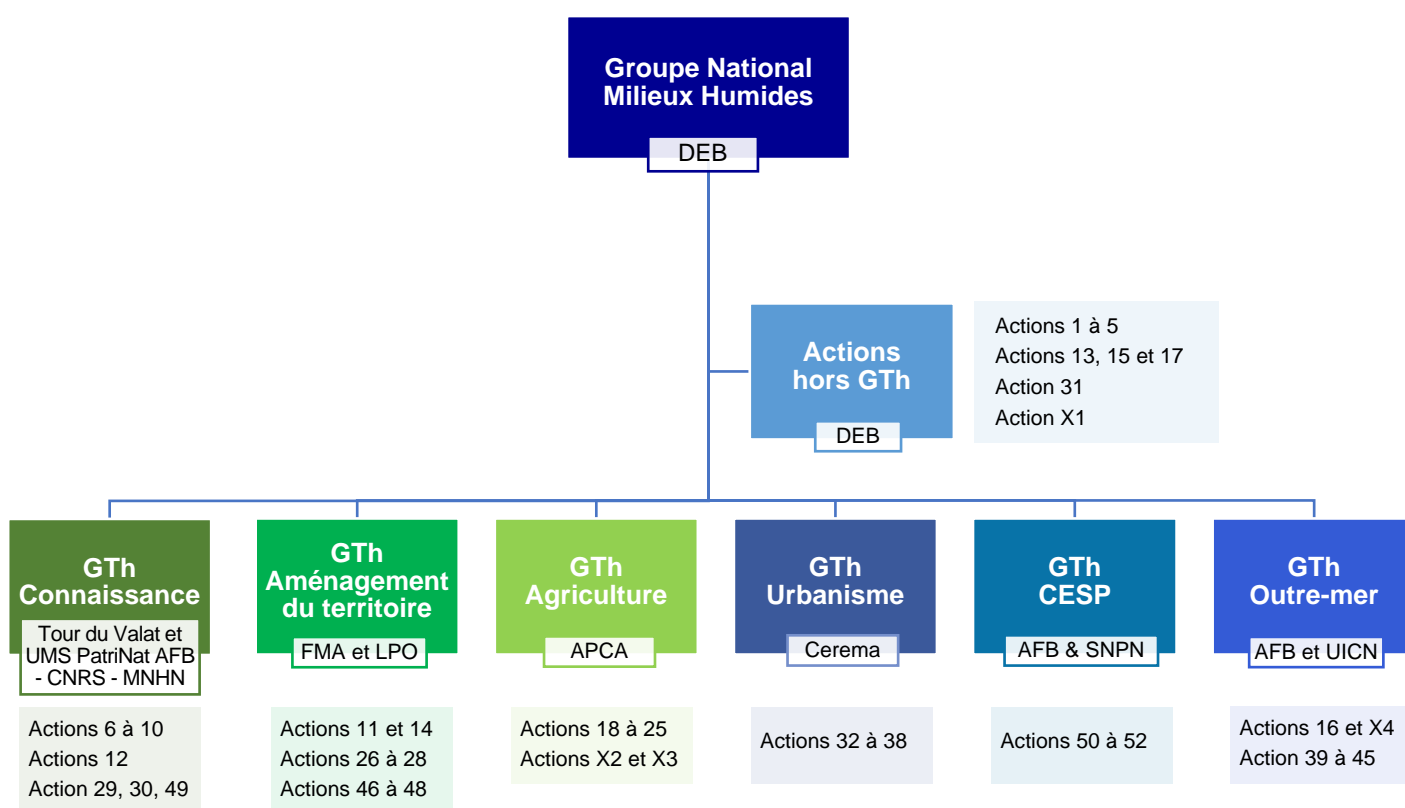 Groupe National
Milieux Humides
DEB
Actions
hors GTh
DEB
Actions 1 à 5
Actions 13, 15 et 17
Action 31
Action X1
GTh
Connaissance
Tour du Valat et
UMS PatriNat AFB
- CNRS - MNHN
Actions 6 à 10
Actions 12
Action 29, 30, 49
GTh
Aménagement
du territoire
FMA et LPO
Actions 11 et 14
Actions 26 à 28
Actions 46 à 48
GTh
Agriculture
APCA
Actions 18 à 25
Actions X2 et X3
GTh
Urbanisme
Cerema
Actions 32 à 38
GTh
CESP
AFB & SNPN
Actions 50 à 52
GTh
Outre-mer
AFB et UICN
Actions 16 et X4
Action 39 à 45